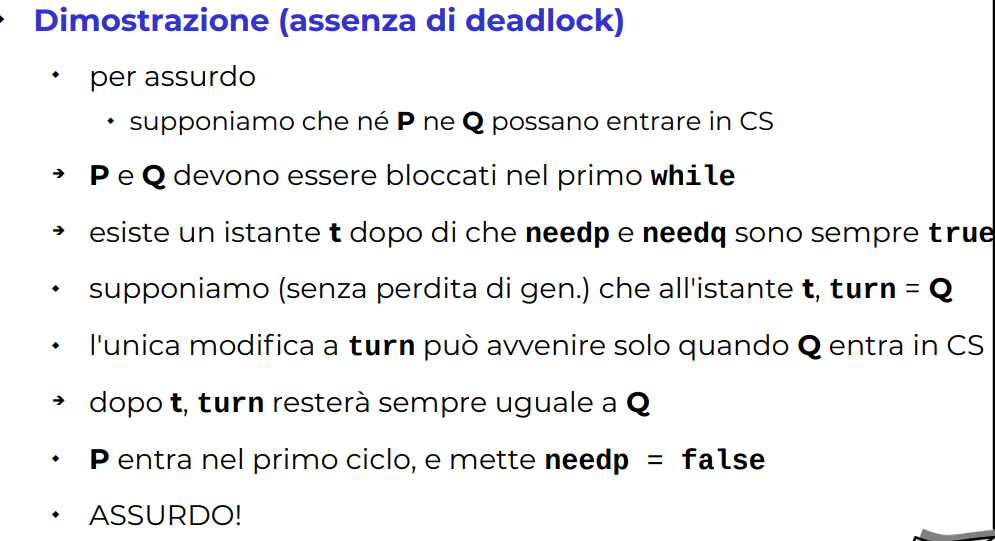 Dimostrazione (assenza di deadlock)
per assurdo
supponiamo che né P ne Q possano entrare in CS
P e Q devono essere bloccati nel primo while
esiste un istante t dopo di che needp e needq sono sempre true
supponiamo (senza perdita di gen.) che all'istante t, turn = Q
l'unica modifica a turn può avvenire solo quando Q entra in CS
dopo t, turn resterà sempre uguale a Q
P entra nel primo ciclo, e mette needp = false
ASSURDO!